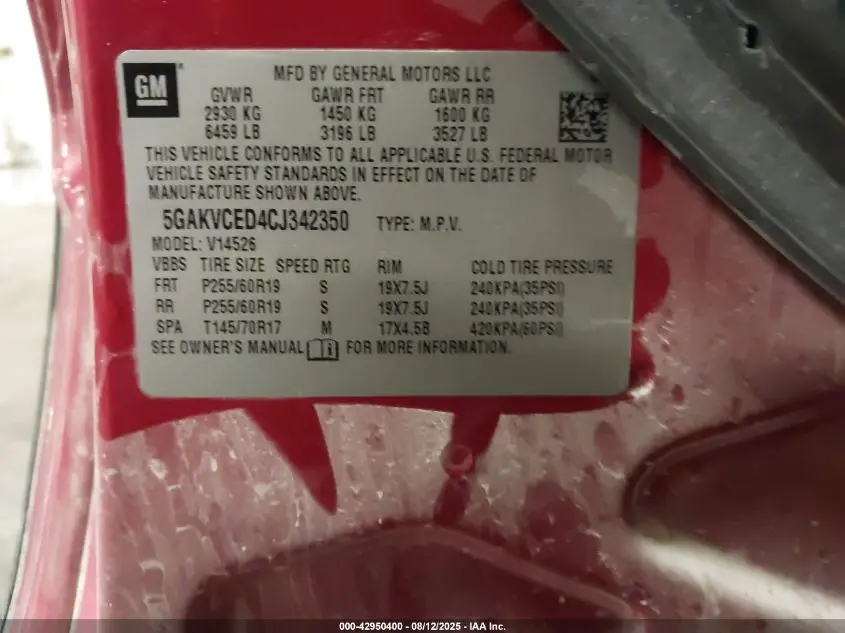 GM
MFD BY GENERAL MOTORS LLC
GVWR GAWR FRT GAWR RR
2930 KG 1450 KG 1600 KG
6459 LB 3196 LB 3527 LB
THIS VEHICLE CONFORMS TO ALL APPLICABLE U.S. FEDERAL MOTOR
VEHICLE SAFETY STANDARDS IN EFFECT ON THE DATE OF
MANUFACTURE SHOWN ABOVE.
5GAKVCED4CJ342350 TYPE: M.P.V.
MODEL: V14526
VBBS TIRE SIZE SPEED RTG RIM COLD TIRE PRESSURE
FRT P255/60R19 S 19X7.5J 240KPA(35PSI)
RR P255/60R19 S 19X7.5J 240KPA(35PSI)
SPA T145/70R17 M 17X4.5B 420KPA(60PSI)
SEE OWNER'S MANUAL FOR MORE INFORMATION.
000-42950400 - 08/12/2025 - IAA Inc.